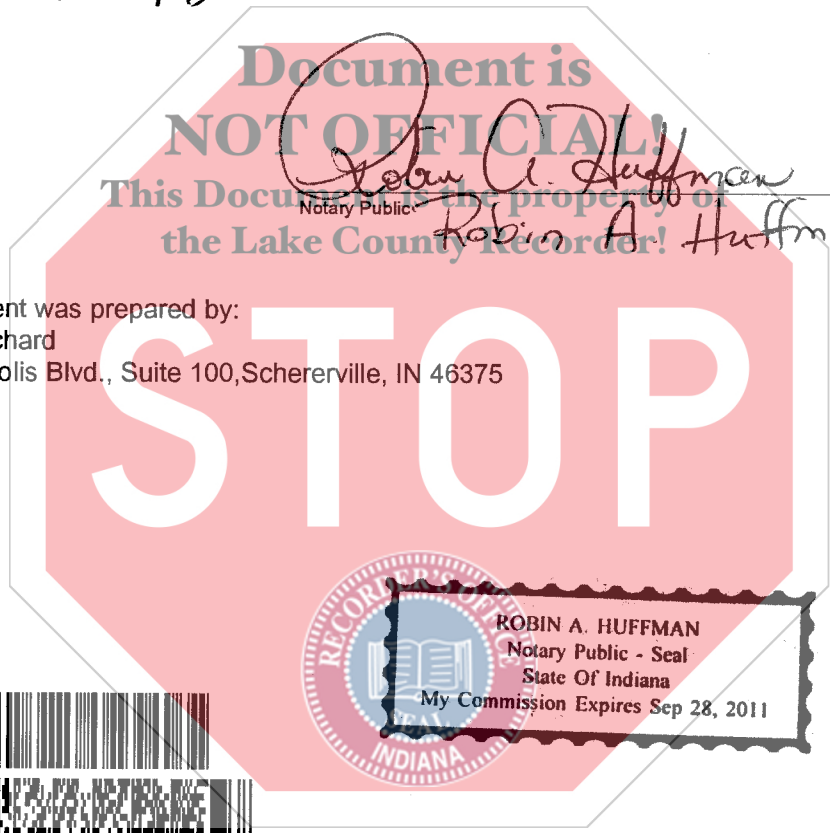 Document is
NOT OFFICIAL!
This Document is the property of
the Lake County Recorder!
Robin A. Huffman
Notary Public
Robin A. Huffm
ent was prepared by:
chard
olis Blvd., Suite 100,Schererville, IN 46375
STOP
RECORDER'S OFFICE
SEAL
INDIANA
ROBIN A. HUFFMAN
Notary Public - Seal
State Of Indiana
My Commission Expires Sep 28, 2011